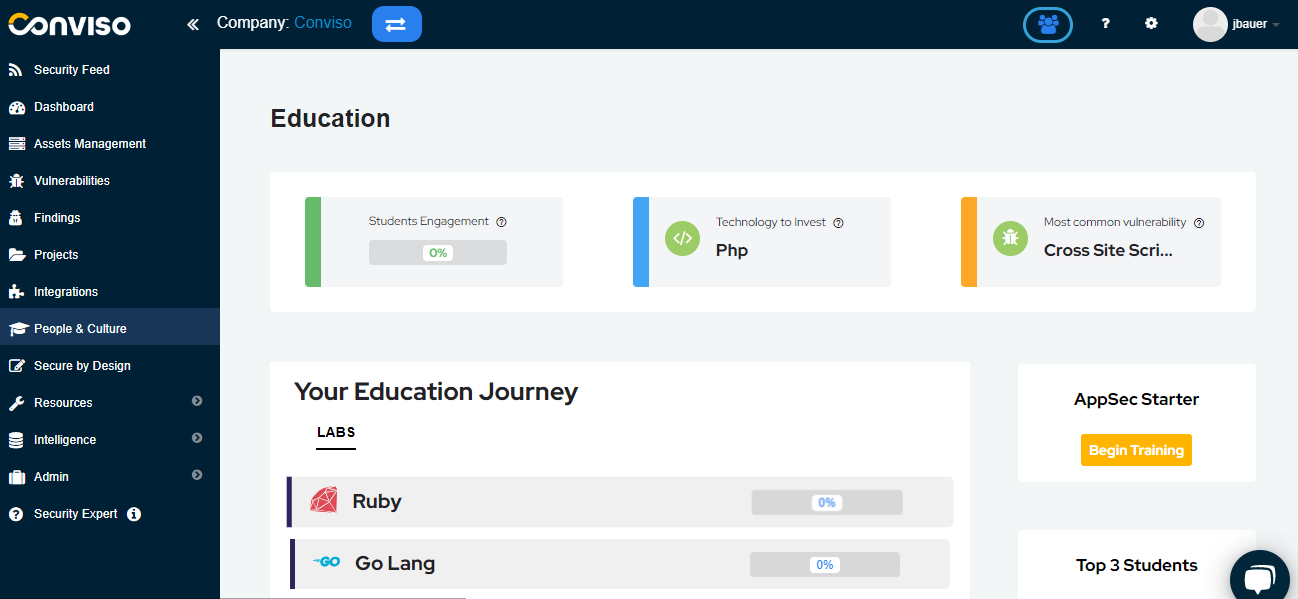 CONVISO
Company: Conviso
?
jbauer
Security Feed
Dashboard
Assets Management
Vulnerabilities
Findings
Projects
Integrations
People & Culture
Secure by Design
Resources
Intelligence
Admin
Security Expert
Education
Students Engagement
0%
Technology to Invest
Php
Most common vulnerability
Cross Site Scri...
Your Education Journey
LABS
Ruby
0%
GO
Go Lang
0%
AppSec Starter
Begin Training
Top 3 Students